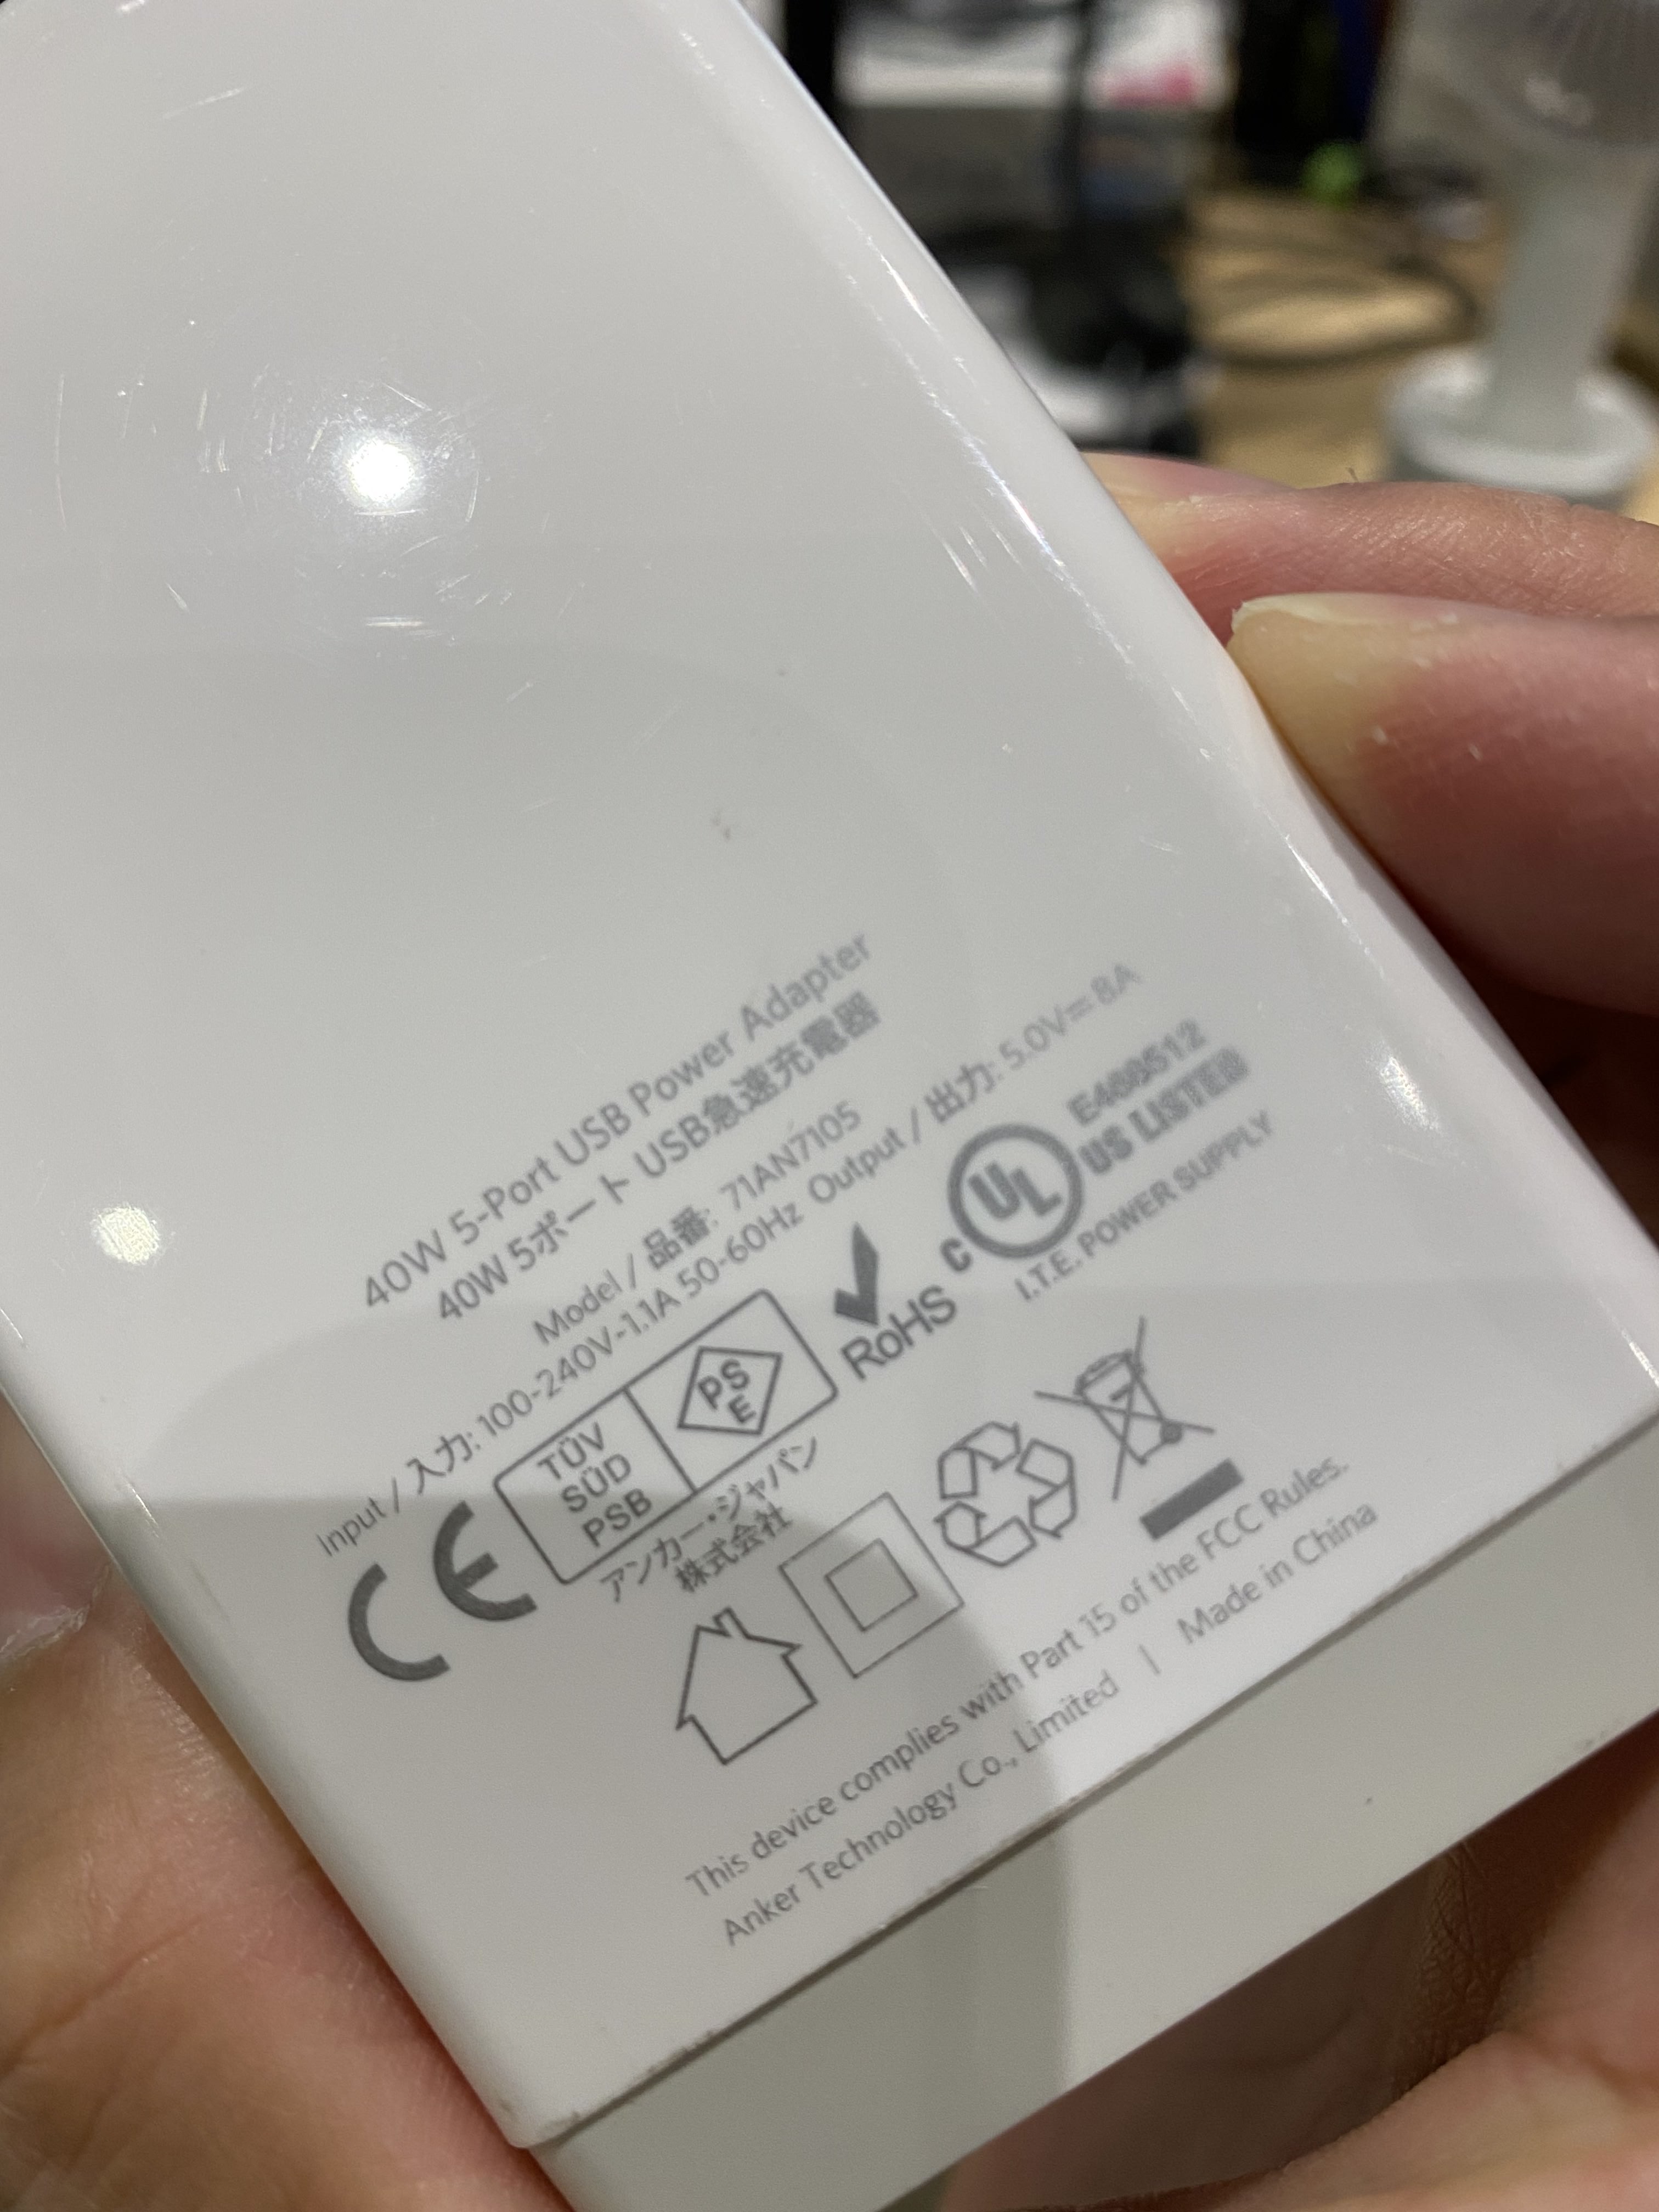 40W 5-Port USB Power Adapter
40W 5ポート USB急速充電器
Model / 品番: 71AN7105
Input / 入力: 100-240V-1.1A 50-60Hz Output / 出力: 5.0V⎓8A
CE
TÜV
SÜD
PSB
PS
E
アンカー・ジャパン
株式会社
RoHS
C UL
US LISTED
I.T.E. POWER SUPPLY
This device complies with Part 15 of the FCC Rules.
Anker Technology Co., Limited | Made in China